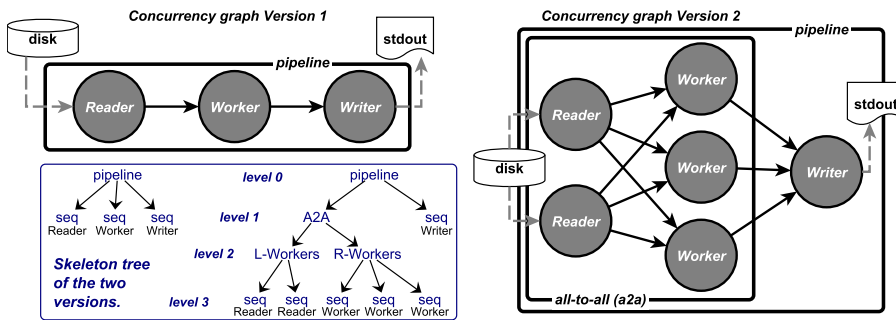 Concurrency graph Version 1
disk
stdout
pipeline
Reader
Worker
Writer
pipeline
level 0
pipeline
seq
Reader
seq
Worker
seq
Writer
level 1
A2A
seq
Writer
level 2
L-Workers
R-Workers
Skeleton tree
of the two
versions.
level 3
seq
Reader
seq
Reader
seq
Worker
seq
Worker
seq
Worker
Concurrency graph Version 2
pipeline
Worker
Reader
stdout
Worker
disk
Writer
Reader
Worker
all-to-all (a2a)